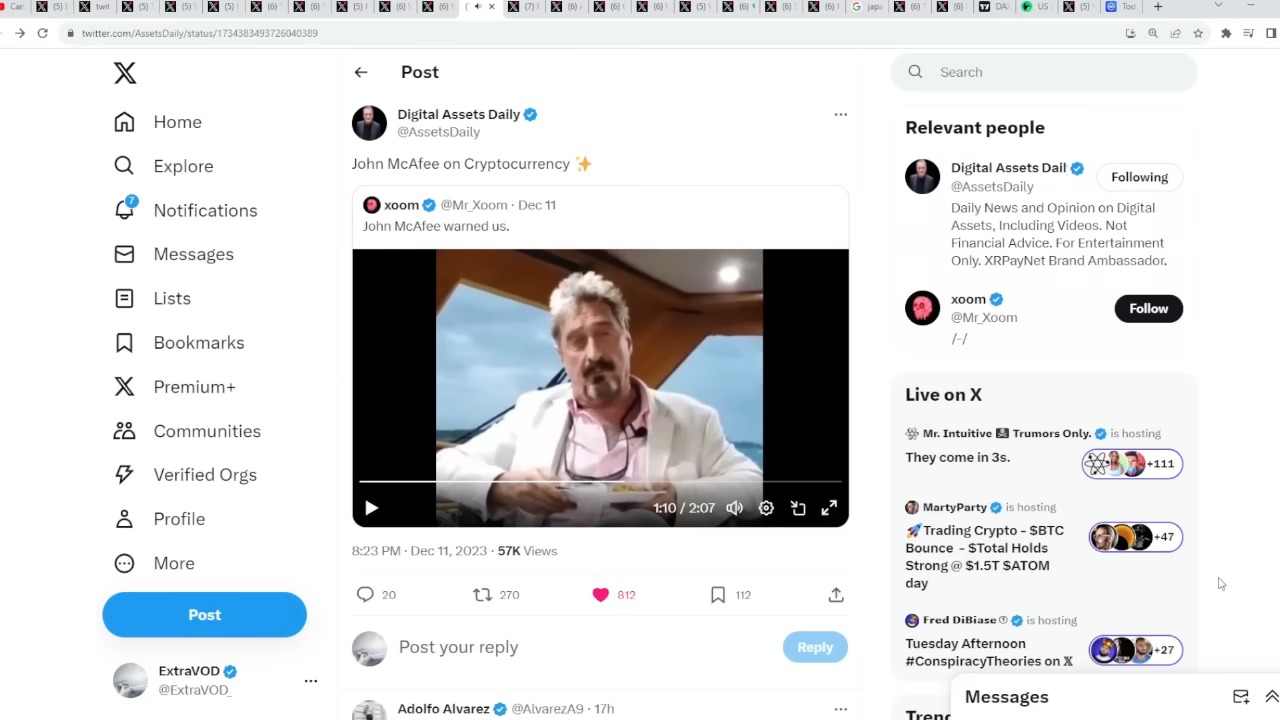 twit
japa
DA
US
Tod
twitter.com/AssetsDaily/status/1734383493726040389
Post
Digital Assets Daily
@AssetsDaily
John McAfee on Cryptocurrency ✨
xoom @Mr_Xoom · Dec 11
John McAfee warned us.
1:10 / 2:07
8:23 PM · Dec 11, 2023 · 57K Views
20 270 812 112
Post your reply
Reply
Adolfo Alvarez @AlvarezA9 · 17h
Home
Explore
7
Notifications
Messages
Lists
Bookmarks
Premium+
Communities
Verified Orgs
Profile
More
Post
ExtraVOD
@ExtraVOD_
Search
Relevant people
Digital Assets Dail
@AssetsDaily
Following
Daily News and Opinion on Digital
Assets, Including Videos. Not
Financial Advice. For Entertainment
Only. XRPayNet Brand Ambassador.
xoom
@Mr_Xoom
Follow
/-/
Live on X
Mr. Intuitive Trumors Only. is hosting
They come in 3s.
+111
MartyParty is hosting
🚀Trading Crypto - $BTC
Bounce - $Total Holds
Strong @ $1.5T $ATOM
day
+47
Fred DiBiase is hosting
Tuesday Afternoon
#ConspiracyTheories on 𝕏
+27
Messages